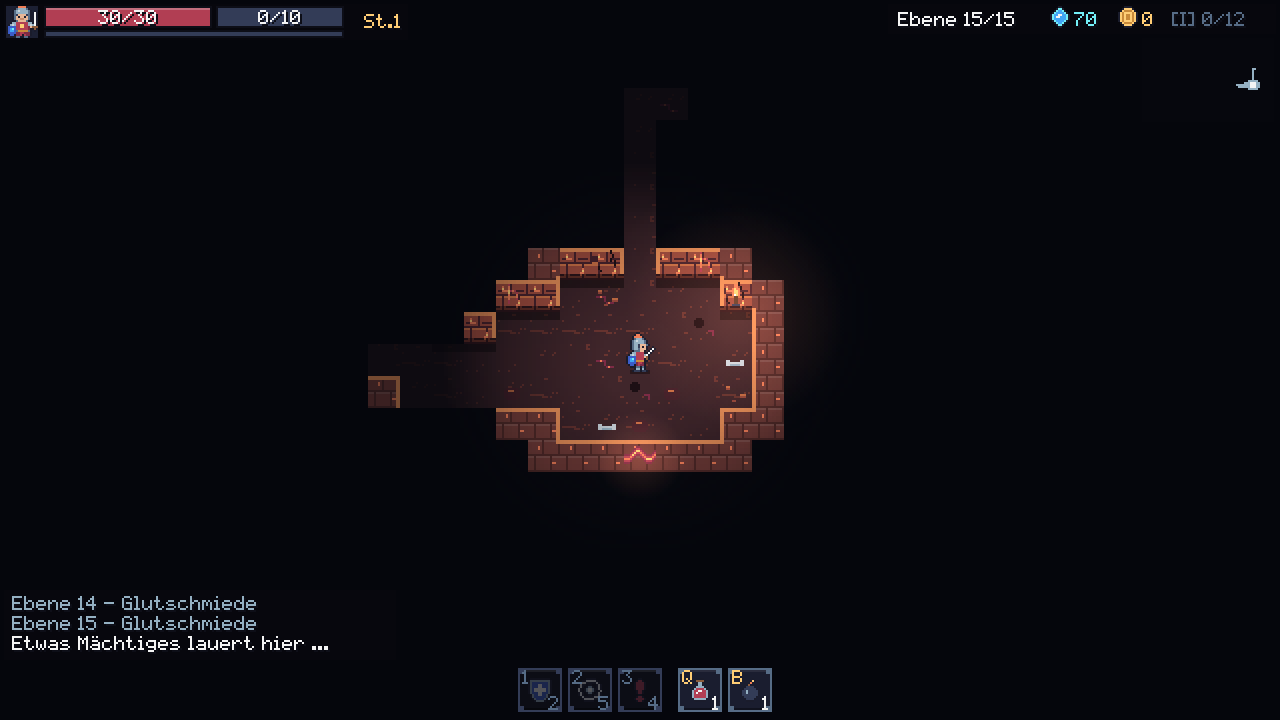 30/30 0/10 St.1 Ebene 15/15 70 0 [I] 0/12
Ebene 14 – Glutschmiede
Ebene 15 – Glutschmiede
Etwas Mächtiges lauert hier ...
1 2 2 5 3 4 Q 1 B 1